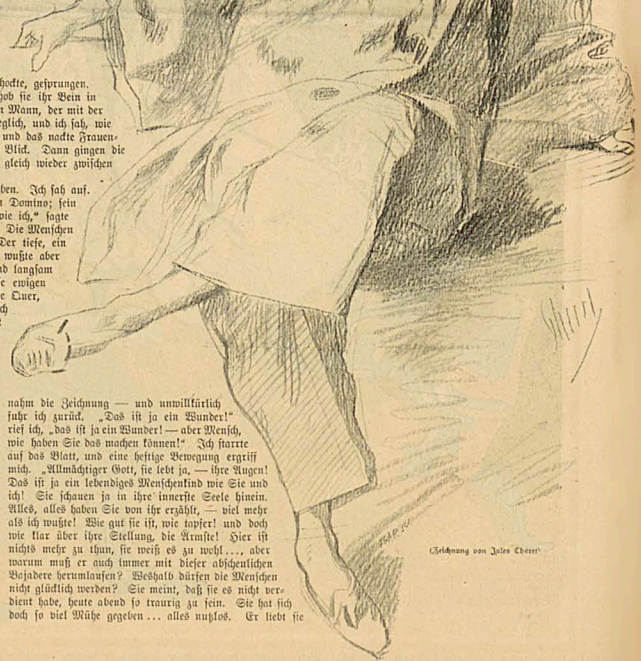 hockte, gesprungen.
hob sie ihr Bein in
n Mann, der mit der
eglich, und ich sah, wie
und das nackte Frauen-
Blick. Dann gingen die
gleich wieder zwischen
ben. Ich sah auf.
n Domino; sein
wie ich,“ sagte
Die Menschen
Der tiefe, ein
wußte aber
nd langsam
e ewigen
e Quer,
ch
nahm die Zeichnung — und unwillkürlich
fuhr ich zurück. „Das ist ja ein Wunder!“
rief ich, „das ist ja ein Wunder! — aber Mensch,
wie haben Sie das machen können!“ Ich starrte
auf das Blatt, und eine heftige Bewegung ergriff
mich. „Allmächtiger Gott, sie lebt ja, — ihre Augen!
Das ist ja ein lebendiges Menschenkind wie Sie und
ich! Sie schauen ja in ihre innerste Seele hinein.
Alles, alles haben Sie von ihr erzählt, — viel mehr
als ich wußte! Wie gut sie ist, wie tapfer! und doch
wie klar über ihre Stellung, die Ärmste! Hier ist
nichts mehr zu thun, sie weiß es zu wohl..., aber
warum muß er auch immer mit dieser abscheulichen
Bajadere herumlaufen? Weshalb dürfen die Menschen
nicht glücklich werden? Sie meint, daß sie es nicht ver-
dient habe, heute abend so traurig zu sein. Sie hat sich
doch so viel Mühe gegeben... alles nutzlos. Er liebt sie
(Zeichnung von Jules Chéret)